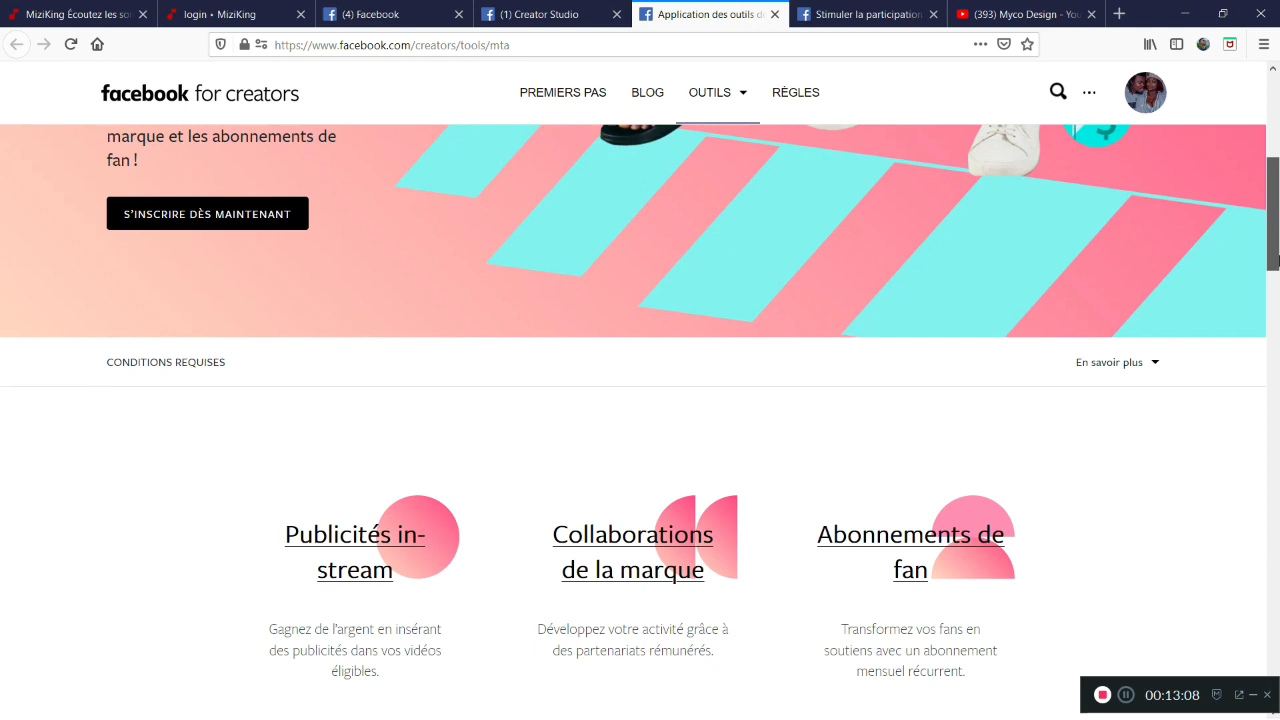 MiziKing Écoutez les so
login • MiziKing
(4) Facebook
(1) Creator Studio
Application des outils d
Stimuler la participation
(393) Myco Design - You
https://www.facebook.com/creators/tools/mta
facebook for creators
PREMIERS PAS
BLOG
OUTILS
RÈGLES
marque et les abonnements de
fan !
S’INSCRIRE DÈS MAINTENANT
CONDITIONS REQUISES
En savoir plus
Publicités in-
stream
Gagnez de l’argent en insérant
des publicités dans vos vidéos
éligibles.
Collaborations
de la marque
Développez votre activité grâce à
des partenariats rémunérés.
Abonnements de
fan
Transformez vos fans en
soutiens avec un abonnement
mensuel récurrent.
00:13:08